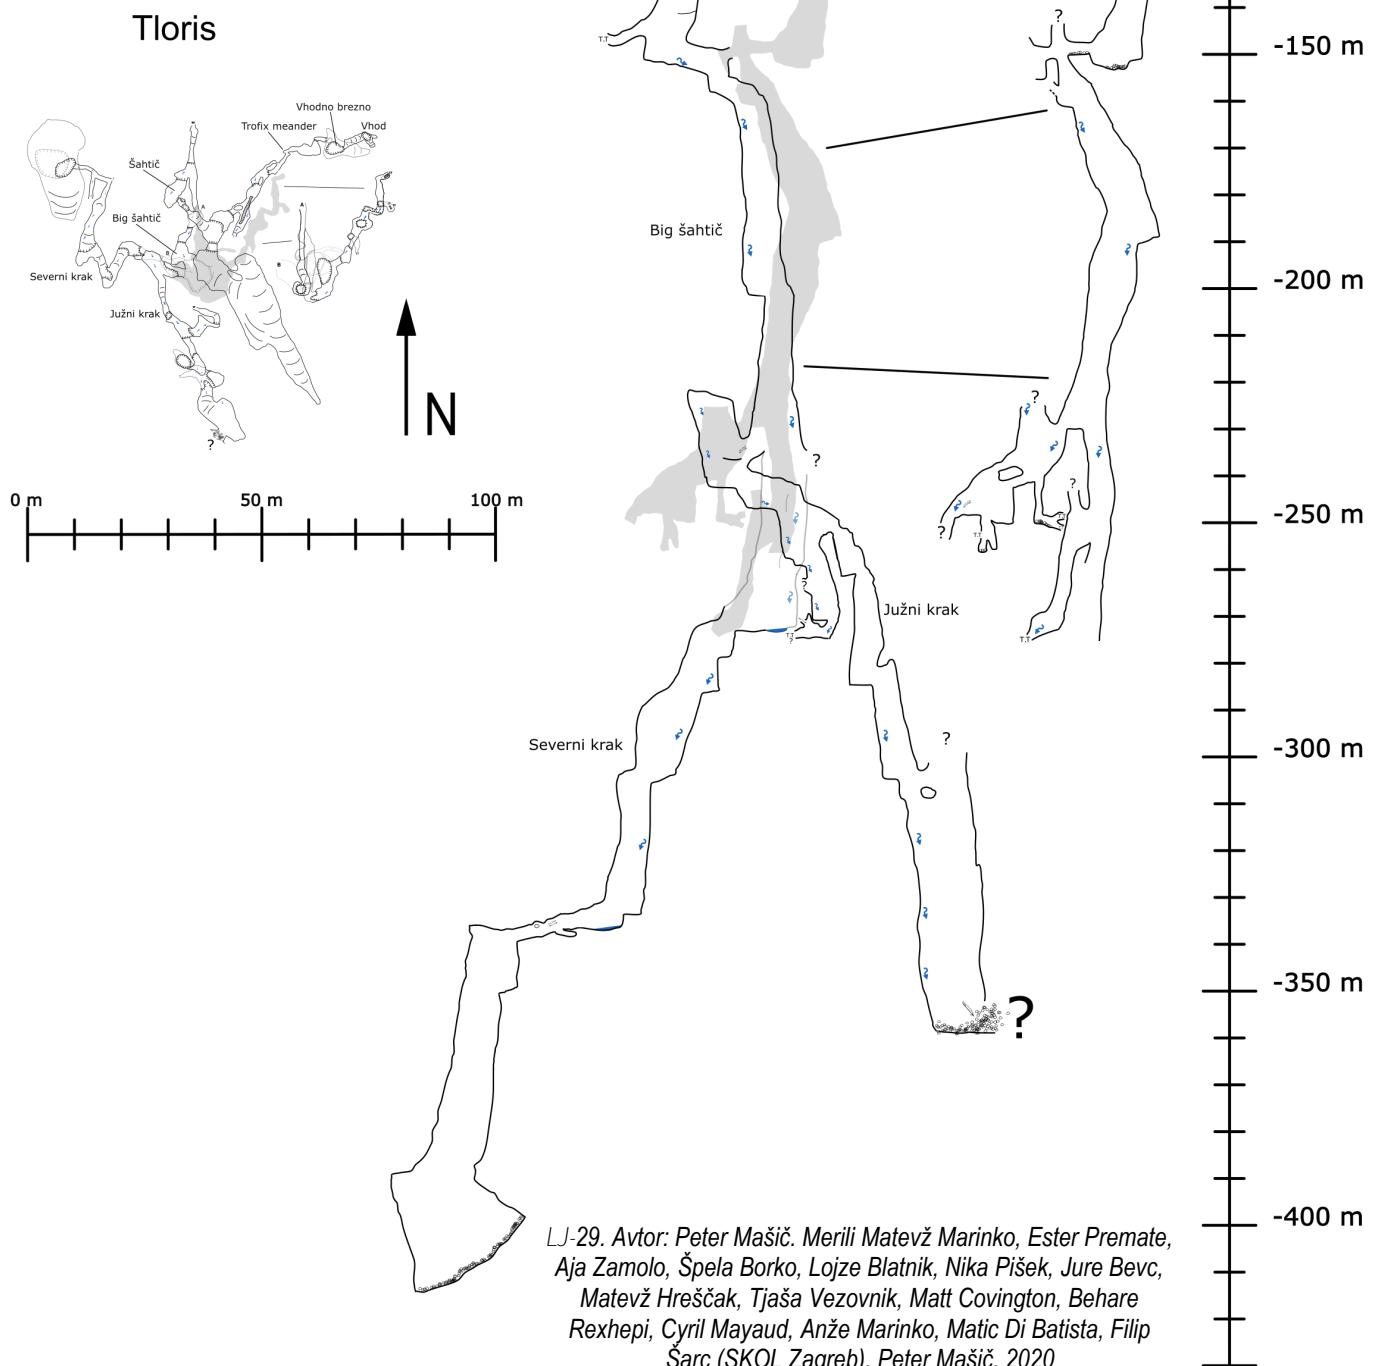 Tloris
Vhodno brezno
Trofix meander
Vhod
Šahtič
Big šahtič
Severni krak
Južni krak
A
A
B
B
?
N
0 m
50 m
100 m
T.T
?
-150 m
Big šahtič
-200 m
?
?
?
-250 m
?
T.T
T.T
?
T.T
?
T.T
Južni krak
Severni krak
?
-300 m
-350 m
?
-400 m
LJ-29. Avtor: Peter Mašič. Merili Matevž Marinko, Ester Premate,
Aja Zamolo, Špela Borko, Lojze Blatnik, Nika Pišek, Jure Bevc,
Matevž Hreščak, Tjaša Vezovnik, Matt Covington, Behare
Rexhepi, Cyril Mayaud, Anže Marinko, Matic Di Batista, Filip
Šarc (SKOL Zagreb), Peter Mašič, 2020